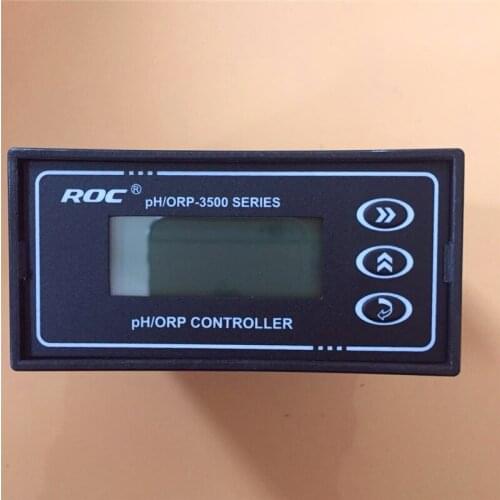 ROC®
pH/ORP-3500 SERIES
pH/ORP CONTROLLER